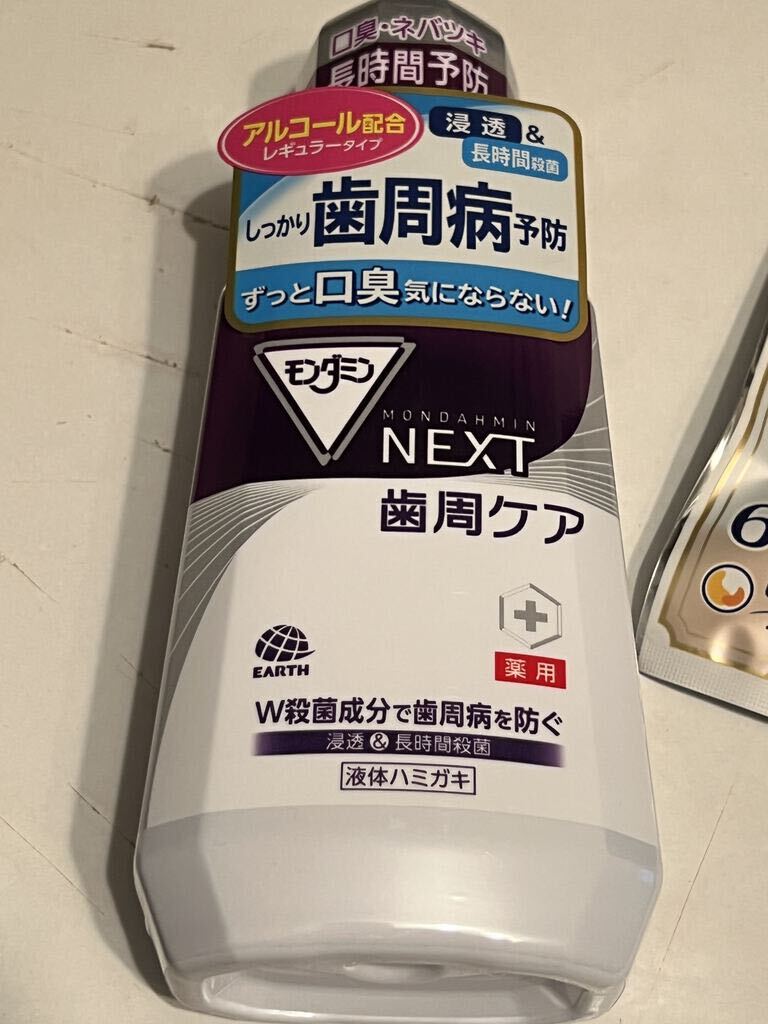 口臭・ネバツキ
長時間予防
アルコール配合
レギュラータイプ
浸透&
長時間殺菌
しっかり歯周病予防
ずっと口臭気にならない!
モンダミン
MONDAHMIN
NEXT
歯周ケア
EARTH
薬用
W殺菌成分で歯周病を防ぐ
浸透&長時間殺菌
液体ハミガキ
6